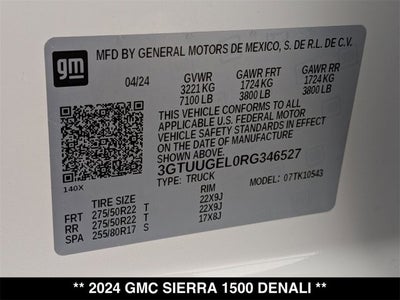 gm
MFD BY GENERAL MOTORS DE MEXICO, S. DE R.L. DE C.V.
04/24 GVWR GAWR FRT GAWR RR
3221 KG 1724 KG 1724 KG
7100 LB 3800 LB 3800 LB
THIS VEHICLE CONFORMS TO ALL APPLICABLE
U.S. FEDERAL MOTOR VEHICLE SAFETY STANDARDS IN EFFECT
ON THE DATE OF MANUFACTURE SHOWN ABOVE.
3GTUUGEL0RG346527
140X TYPE: TRUCK MODEL: 07TK10543
TIRE SIZE RIM
FRT 275/50R22 T 22X9J
RR 275/50R22 T 22X9J
SPA 255/80R17 S 17X8J
** 2024 GMC SIERRA 1500 DENALI **